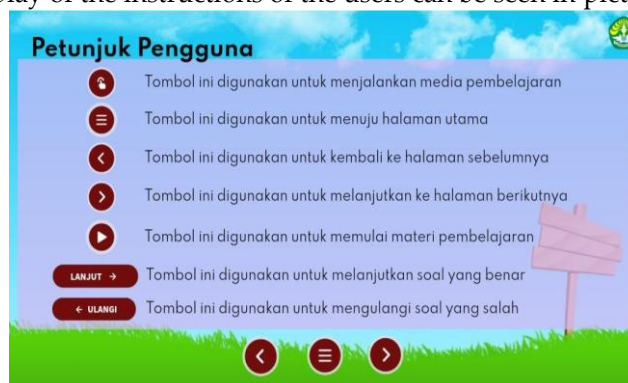 play of the instructions of the users can be seen in pict
Petunjuk Pengguna
Tombol ini digunakan untuk menjalankan media pembelajaran
Tombol ini digunakan untuk menuju halaman utama
Tombol ini digunakan untuk kembali ke halaman sebelumnya
Tombol ini digunakan untuk melanjutkan ke halaman berikutnya
Tombol ini digunakan untuk memulai materi pembelajaran
LANJUT → Tombol ini digunakan untuk melanjutkan soal yang benar
← ULANGI Tombol ini digunakan untuk mengulangi soal yang salah